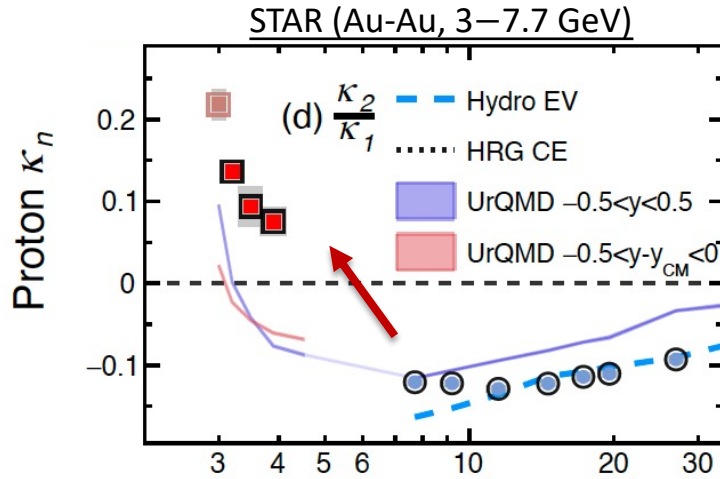 STAR (Au-Au, 3−7.7 GeV)
Proton κn
0.2
0.1
0
−0.1
(d) κ2
κ1
Hydro EV
HRG CE
UrQMD −0.5<y<0.5
UrQMD −0.5<y-yCM<0
3 4 5 6 10 20 30